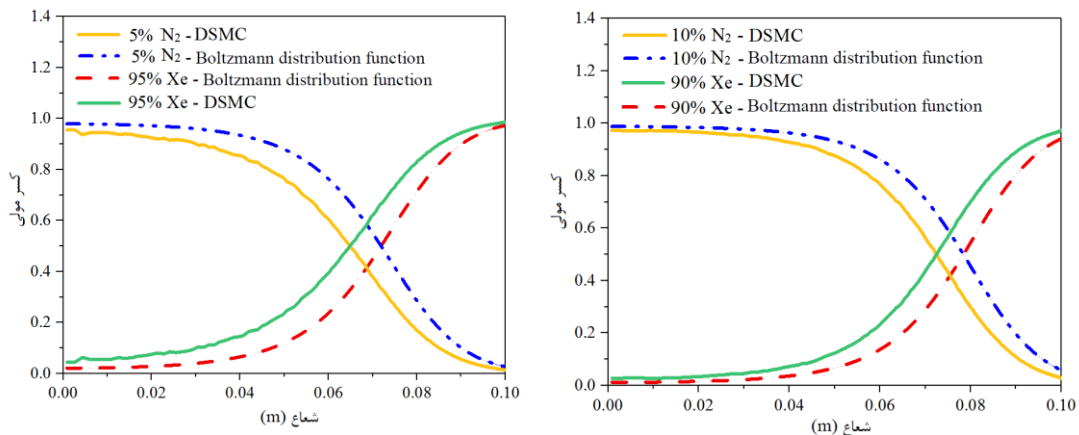 1.4
1.2
1.0
0.8
0.6
0.4
0.2
0.0
کسر مولی
5% N₂ - DSMC
5% N₂ - Boltzmann distribution function
95% Xe - Boltzmann distribution function
95% Xe - DSMC
0.00 0.02 0.04 0.06 0.08 0.10
شعاع (m)
1.4
1.2
1.0
0.8
0.6
0.4
0.2
0.0
کسر مولی
10% N₂ - DSMC
10% N₂ - Boltzmann distribution function
90% Xe - DSMC
90% Xe - Boltzmann distribution function
0.00 0.02 0.04 0.06 0.08 0.10
شعاع (m)